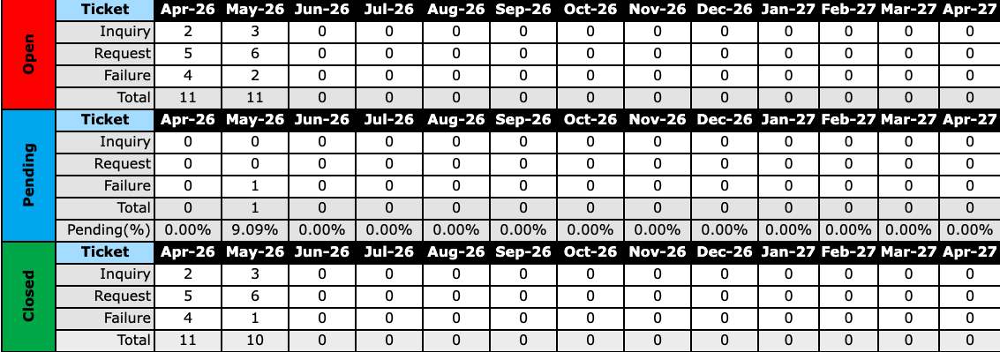 Open
Ticket Apr-26 May-26 Jun-26 Jul-26 Aug-26 Sep-26 Oct-26 Nov-26 Dec-26 Jan-27 Feb-27 Mar-27 Apr-27
Inquiry 2 3 0 0 0 0 0 0 0 0 0 0 0
Request 5 6 0 0 0 0 0 0 0 0 0 0 0
Failure 4 2 0 0 0 0 0 0 0 0 0 0 0
Total 11 11 0 0 0 0 0 0 0 0 0 0 0
Pending
Ticket Apr-26 May-26 Jun-26 Jul-26 Aug-26 Sep-26 Oct-26 Nov-26 Dec-26 Jan-27 Feb-27 Mar-27 Apr-27
Inquiry 0 0 0 0 0 0 0 0 0 0 0 0 0
Request 0 0 0 0 0 0 0 0 0 0 0 0 0
Failure 0 1 0 0 0 0 0 0 0 0 0 0 0
Total 0 1 0 0 0 0 0 0 0 0 0 0 0
Pending(%) 0.00% 9.09% 0.00% 0.00% 0.00% 0.00% 0.00% 0.00% 0.00% 0.00% 0.00% 0.00% 0.00%
Closed
Ticket Apr-26 May-26 Jun-26 Jul-26 Aug-26 Sep-26 Oct-26 Nov-26 Dec-26 Jan-27 Feb-27 Mar-27 Apr-27
Inquiry 2 3 0 0 0 0 0 0 0 0 0 0 0
Request 5 6 0 0 0 0 0 0 0 0 0 0 0
Failure 4 1 0 0 0 0 0 0 0 0 0 0 0
Total 11 10 0 0 0 0 0 0 0 0 0 0 0